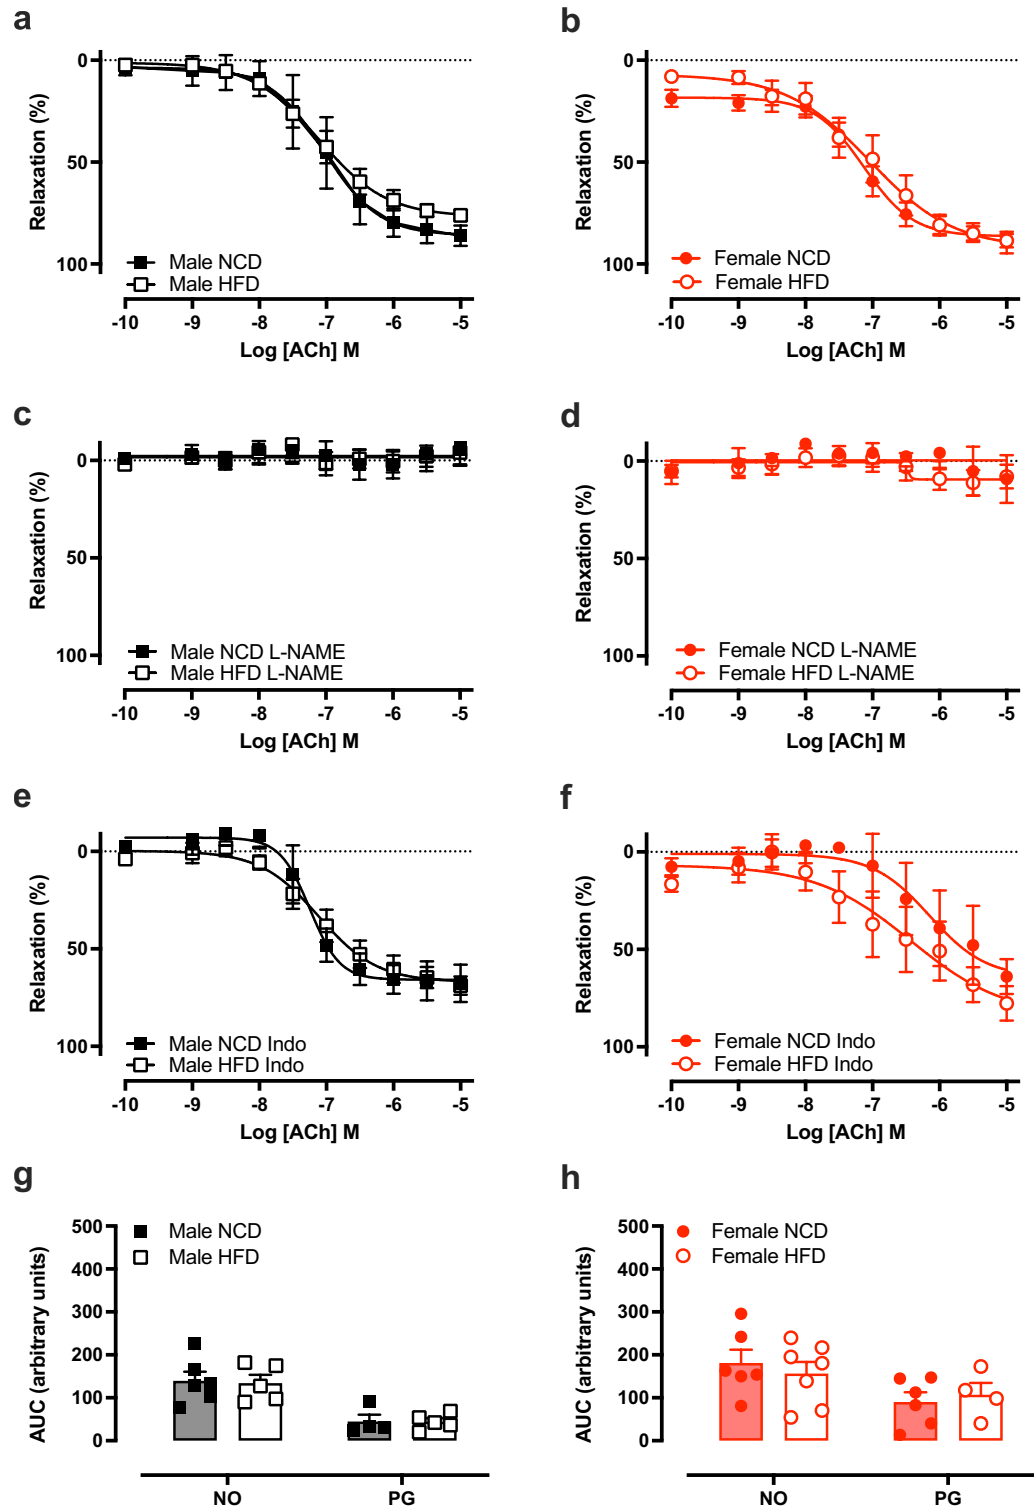 a
0
50
100
Relaxation (%)
Male NCD
Male HFD
-10 -9 -8 -7 -6 -5
Log [ACh] M
b
0
50
100
Relaxation (%)
Female NCD
Female HFD
-10 -9 -8 -7 -6 -5
Log [ACh] M
c
0
50
100
Relaxation (%)
Male NCD L-NAME
Male HFD L-NAME
-10 -9 -8 -7 -6 -5
Log [ACh] M
d
0
50
100
Relaxation (%)
Female NCD L-NAME
Female HFD L-NAME
-10 -9 -8 -7 -6 -5
Log [ACh] M
e
0
50
100
Relaxation (%)
Male NCD Indo
Male HFD Indo
-10 -9 -8 -7 -6 -5
Log [ACh] M
f
0
50
100
Relaxation (%)
Female NCD Indo
Female HFD Indo
-10 -9 -8 -7 -6 -5
Log [ACh] M
g
500
400
300
200
100
0
AUC (arbitrary units)
Male NCD
Male HFD
NO PG
h
500
400
300
200
100
0
AUC (arbitrary units)
Female NCD
Female HFD
NO PG